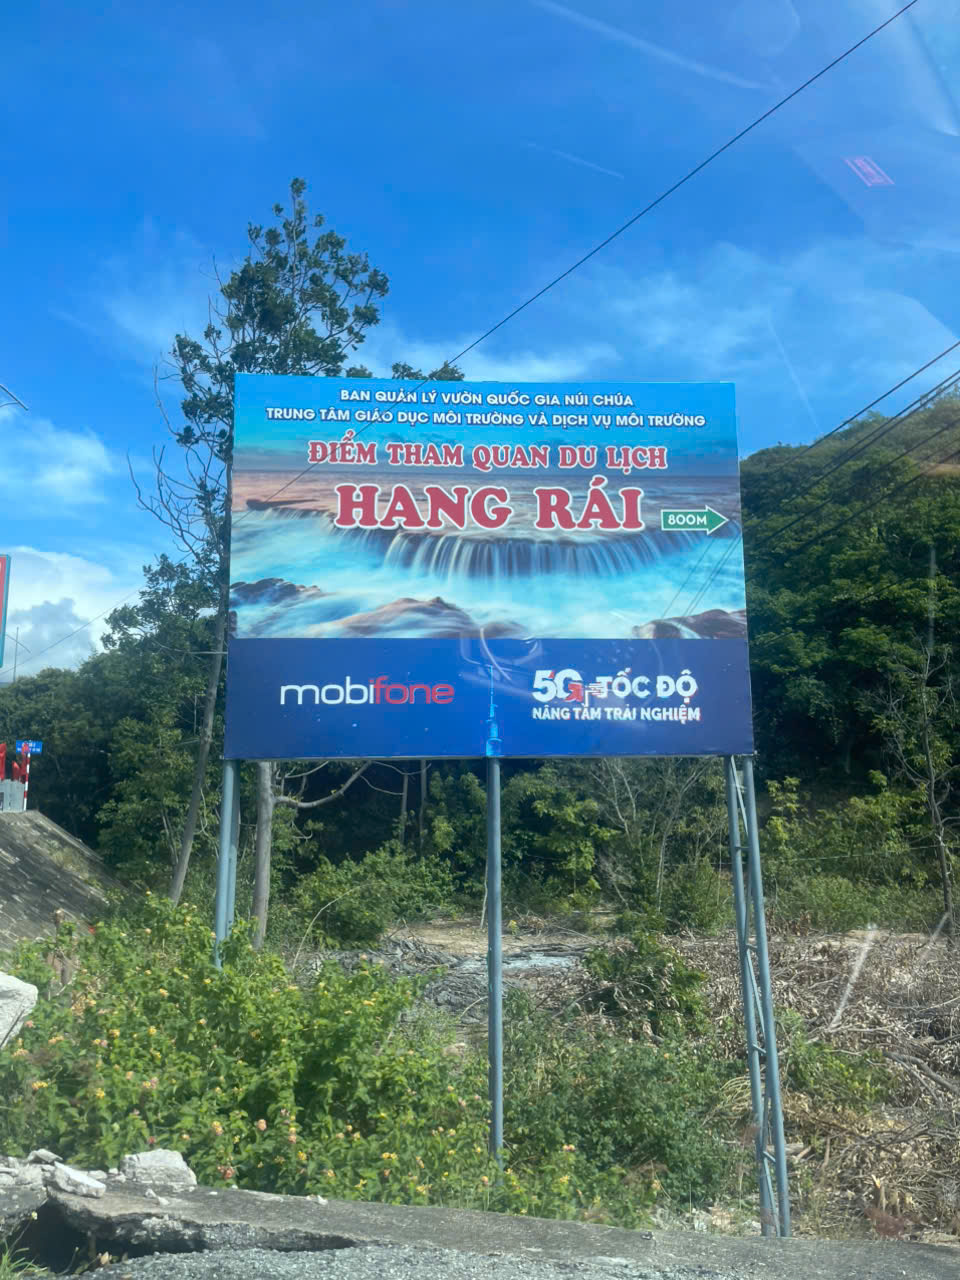 BAN QUẢN LÝ VƯỜN QUỐC GIA NÚI CHÚA
TRUNG TÂM GIÁO DỤC MÔI TRƯỜNG VÀ DỊCH VỤ MÔI TRƯỜNG
ĐIỂM THAM QUAN DU LỊCH
HANG RÁI
800M
mobifone
5G TỐC ĐỘ
NÂNG TẦM TRẢI NGHIỆM